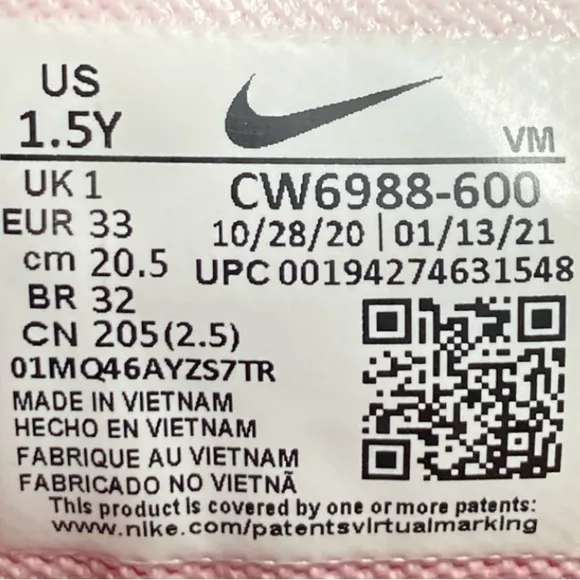 US
1.5Y
VM
UK 1
CW6988-600
EUR 33
10/28/20 | 01/13/21
cm 20.5
UPC 00194274631548
BR 32
CN 205(2.5)
01MQ46AYZS7TR
MADE IN VIETNAM
HECHO EN VIETNAM
FABRIQUE AU VIETNAM
FABRICADO NO VIETNÃ
This product is covered by one or more patents:
www.nike.com/patentsvirtualmarking